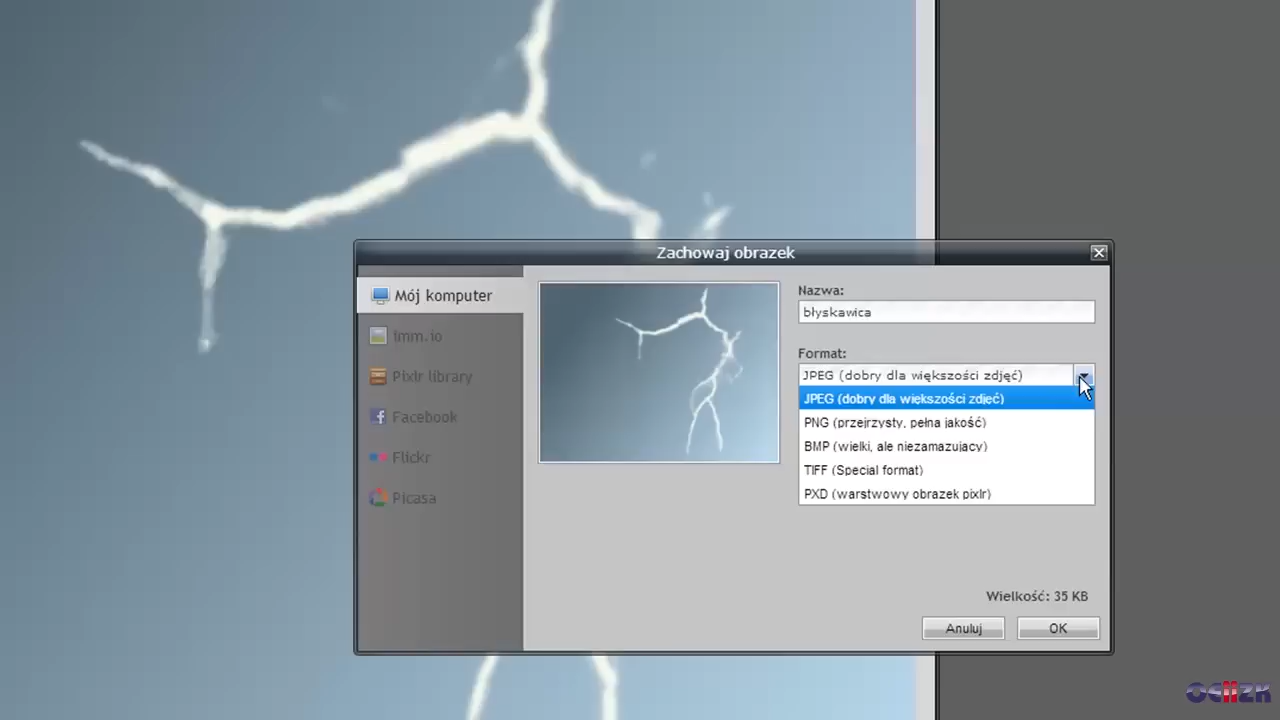 Zachowaj obrazek
Mój komputer
imm.io
Pixlr library
Facebook
Flickr
Picasa
Nazwa:
błyskawica
Format:
JPEG (dobry dla większości zdjęć)
JPEG (dobry dla większości zdjęć)
PNG (przejrzysty, pełna jakość)
BMP (wielki, ale niezamazujący)
TIFF (Special format)
PXD (warstwowy obrazek pixlr)
Wielkość: 35 KB
Anuluj
OK
OEIIZK